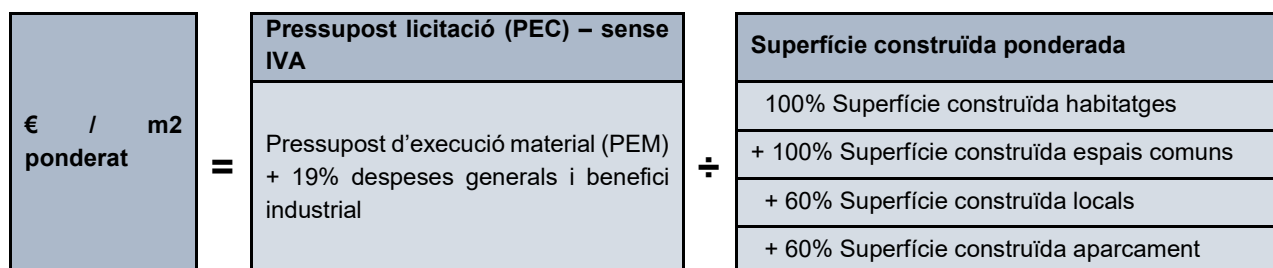 € / m2
ponderat
=
Pressupost licitació (PEC) – sense
IVA
Pressupost d’execució material (PEM)
+ 19% despeses generals i benefici
industrial
÷
Superfície construïda ponderada
100% Superfície construïda habitatges
+ 100% Superfície construïda espais comuns
+ 60% Superfície construïda locals
+ 60% Superfície construïda aparcament